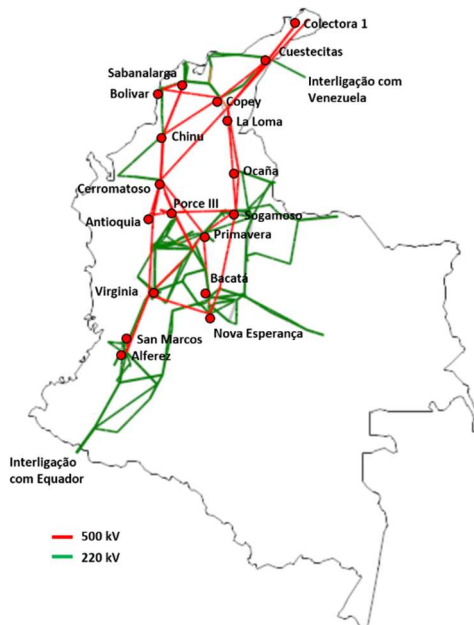 Colectora 1
Cuestecitas
Sabanalarga
Interligação com
Venezuela
Bolivar
Copey
La Loma
Chinu
Ocaña
Cerromatoso
Porce III
Antioquia
Sogamoso
Primavera
Bacatá
Virginia
Nova Esperança
San Marcos
Alferez
Interligação
com Equador
500 kV
220 kV